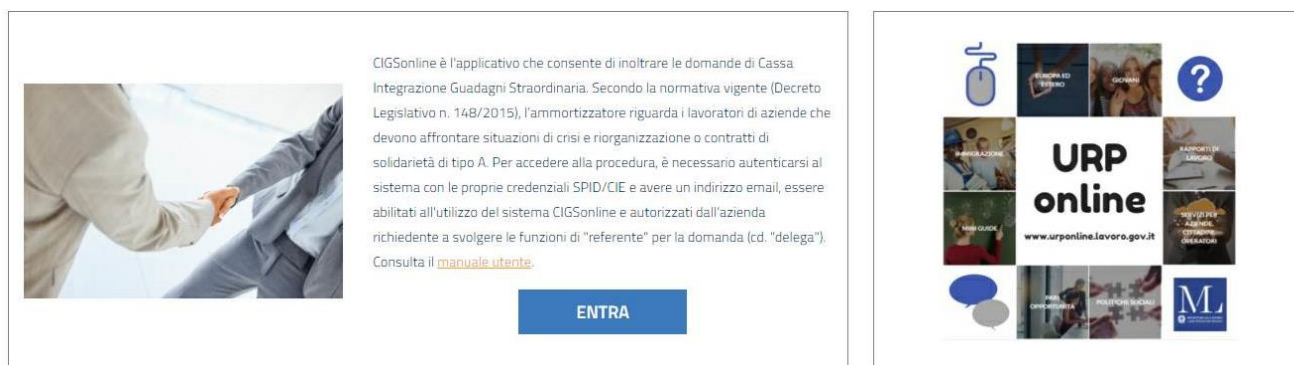 CIGSonline è l'applicativo che consente di inoltrare le domande di Cassa
Integrazione Guadagni Straordinaria. Secondo la normativa vigente (Decreto
Legislativo n. 148/2015), l'ammortizzatore riguarda i lavoratori di aziende che
devono affrontare situazioni di crisi e riorganizzazione o contratti di
solidarietà di tipo A. Per accedere alla procedura, è necessario autenticarsi al
sistema con le proprie credenziali SPID/CIE e avere un indirizzo email, essere
abilitati all'utilizzo del sistema CIGSonline e autorizzati dall'azienda
richiedente a svolgere le funzioni di "referente" per la domanda (cd. "delega").
Consulta il manuale utente.
ENTRA
EUROPA ED
ESTERO
GIOVANI
?
IMMIGRAZIONE
URP
online
www.urponline.lavoro.gov.it
RAPPORTI DI
LAVORO
MINI GUIDE
SERVIZI PER
AZIENDE,
CITTADINI,
OPERATORI
PARI
OPPORTUNITÀ
POLITICHE SOCIALI
ML